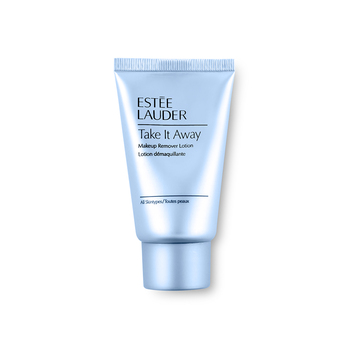 ESTĒE
LAUDER
Take It Away
Makeup Remover Lotion
Lotion démaquillante
All Skintypes/Toutes peaux